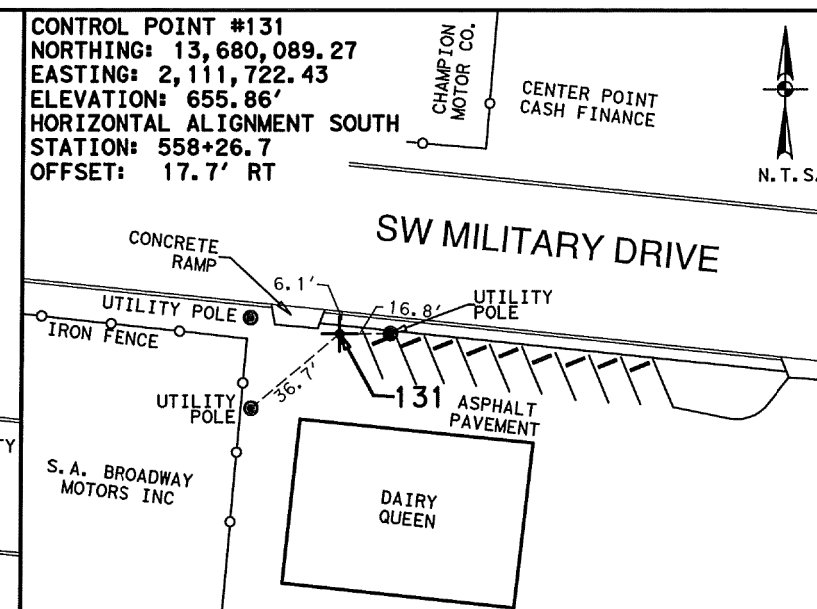 CONTROL POINT #131
NORTHING: 13,680,089.27
EASTING: 2,111,722.43
ELEVATION: 655.86'
HORIZONTAL ALIGNMENT SOUTH
STATION: 558+26.7
OFFSET: 17.7' RT
CHAMPION
MOTOR CO.
CENTER POINT
CASH FINANCE
N.T.S.
SW MILITARY DRIVE
CONCRETE
RAMP
6.1'
16.8'
UTILITY
POLE
UTILITY POLE
IRON FENCE
36.7'
131
UTILITY
POLE
ASPHALT
PAVEMENT
TY
S.A. BROADWAY
MOTORS INC
DAIRY
QUEEN